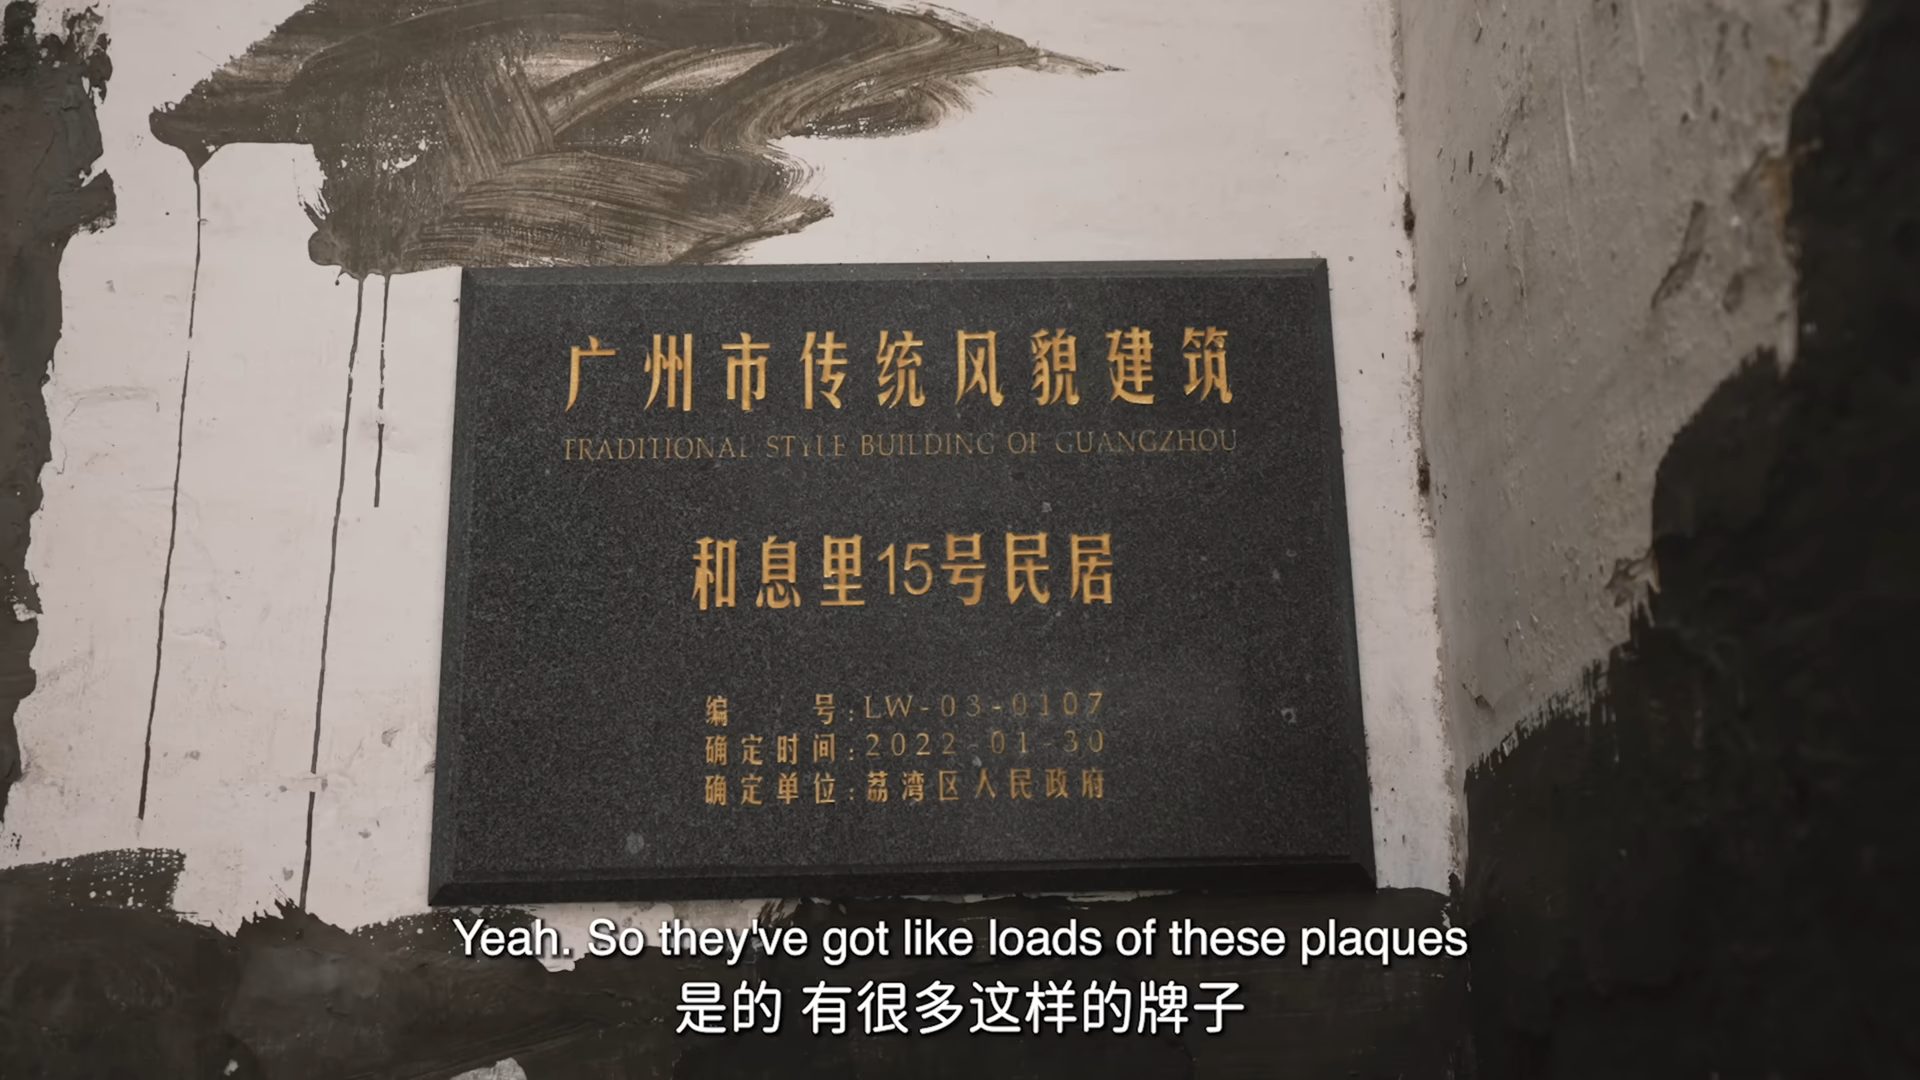 广州市传统风貌建筑
TRADITIONAL STYLE BUILDING OF GUANGZHOU
和息里15号民居
编号:LW-03-0107
确定时间:2022-01-30
确定单位:荔湾区人民政府
Yeah. So they've got like loads of these plaques
是的 有很多这样的牌子